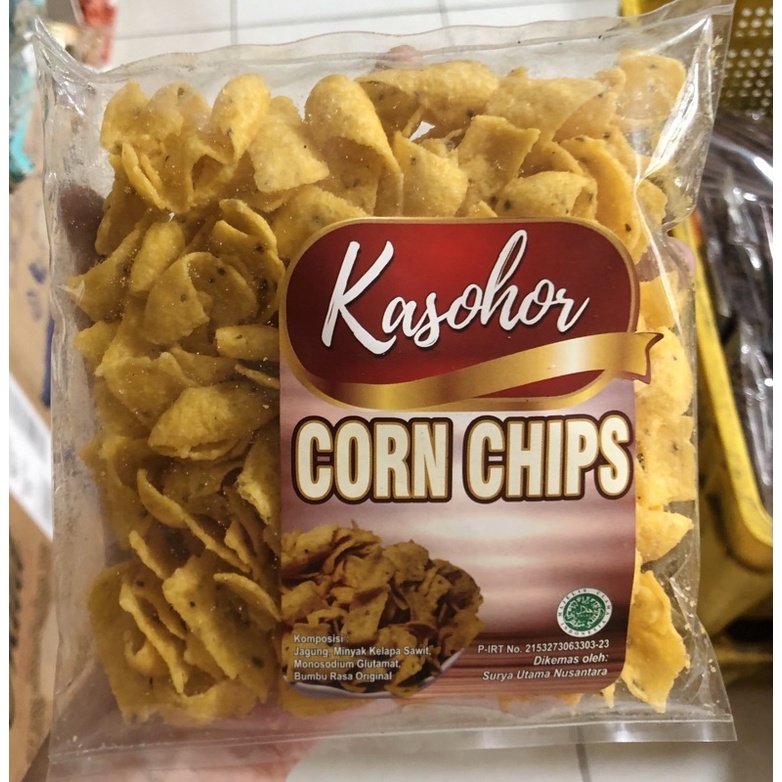 Kasohor
CORN CHIPS
Komposisi :
Jagung, Minyak Kelapa Sawit,
Monosodium Glutamat,
Bumbu Rasa Original
P-IRT No. 2153273063303-23
Dikemas oleh:
Surya Utama Nusantara